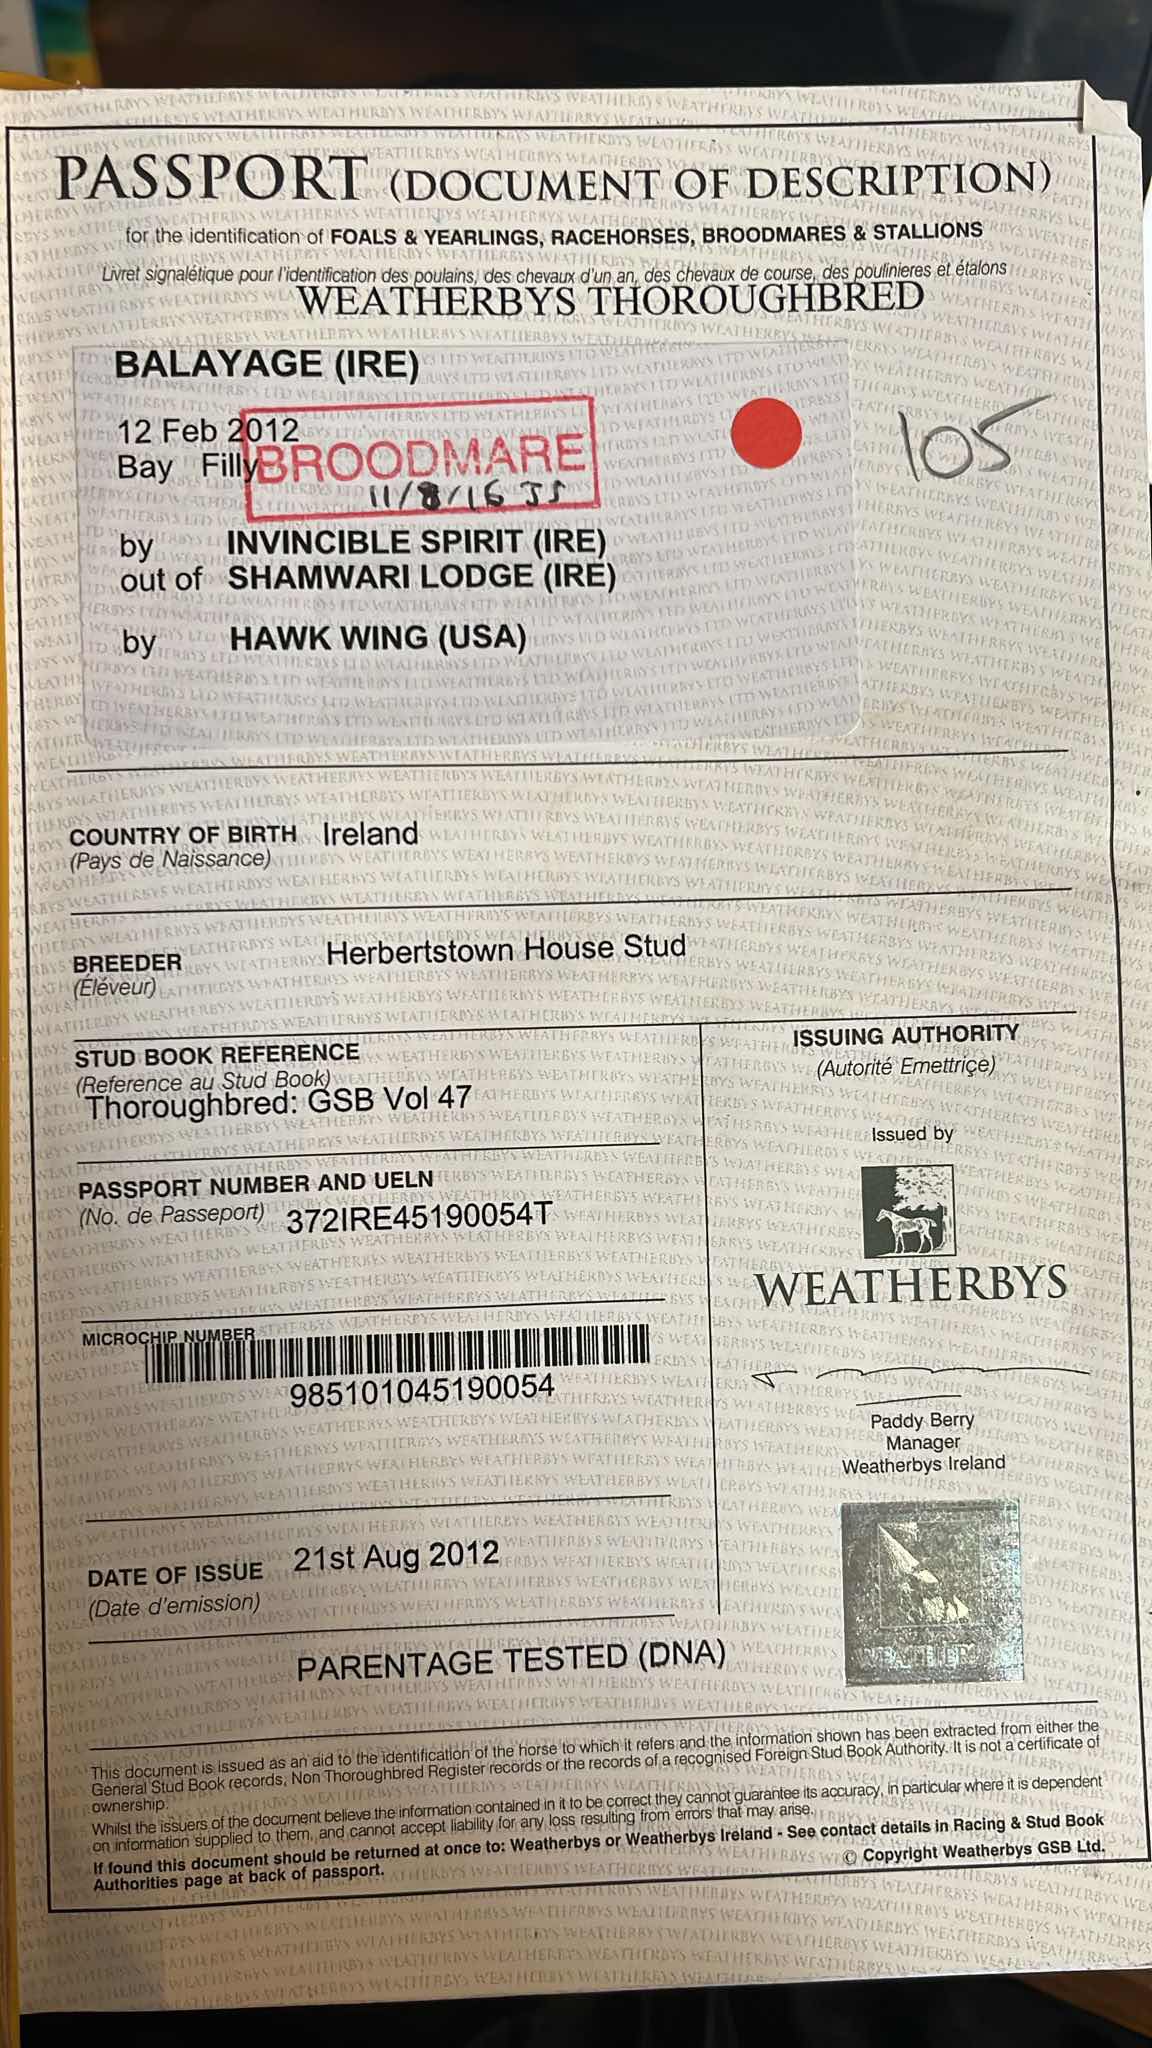 PASSPORT (DOCUMENT OF DESCRIPTION)
for the identification of FOALS & YEARLINGS, RACEHORSES, BROODMARES & STALLIONS
Livret signalétique pour l'identification des poulains, des chevaux d'un an, des chevaux de course, des poulinieres et étalons
WEATHERBYS THOROUGHBRED
BALAYAGE (IRE)
12 Feb 2012
Bay Filly
BROODMARE
11/8/16 JS
105
by INVINCIBLE SPIRIT (IRE)
out of SHAMWARI LODGE (IRE)
by HAWK WING (USA)
COUNTRY OF BIRTH Ireland
(Pays de Naissance)
BREEDER Herbertstown House Stud
(Éléveur)
STUD BOOK REFERENCE
(Reference au Stud Book)
Thoroughbred: GSB Vol 47
PASSPORT NUMBER AND UELN
(No. de Passeport) 372IRE45190054T
MICROCHIP NUMBER
985101045190054
DATE OF ISSUE 21st Aug 2012
(Date d'emission)
ISSUING AUTHORITY
(Autorité Emettriçe)
Issued by
WEATHERBYS
Paddy Berry
Manager
Weatherbys Ireland
PARENTAGE TESTED (DNA)
This document is issued as an aid to the identification of the horse to which it refers and the information shown has been extracted from either the
General Stud Book records, Non Thoroughbred Register records or the records of a recognised Foreign Stud Book Authority. It is not a certificate of
ownership.
Whilst the issuers of the document believe the information contained in it to be correct they cannot guarantee its accuracy, in particular where it is dependent
on information supplied to them, and cannot accept liability for any loss resulting from errors that may arise.
If found this document should be returned at once to: Weatherbys or Weatherbys Ireland - See contact details in Racing & Stud Book
Authorities page at back of passport.
© Copyright Weatherbys GSB Ltd.